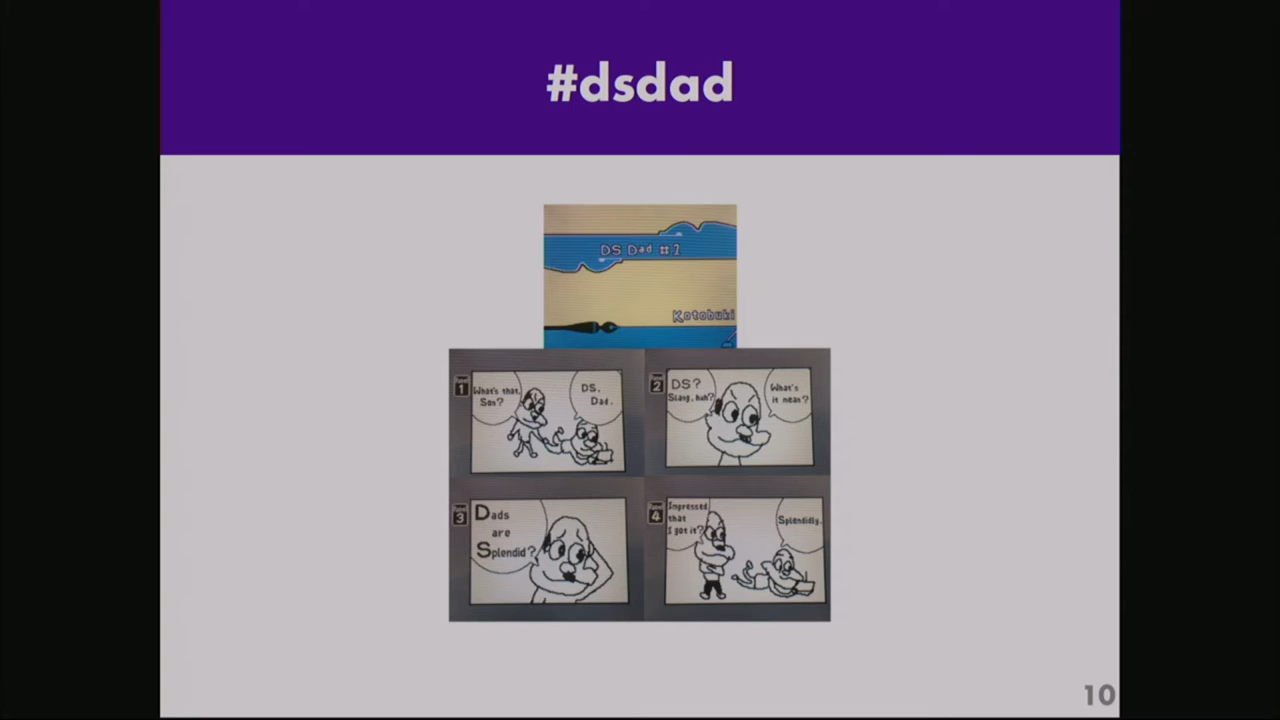 #dsdad
DS Dad #2
Kotobuki
1
What's that,
Son?
DS,
Dad.
2
DS?
Slang, huh?
What's
it mean?
3
Dads
are
Splendid?
4
Impressed
that
I got it?
Splendidly.
10